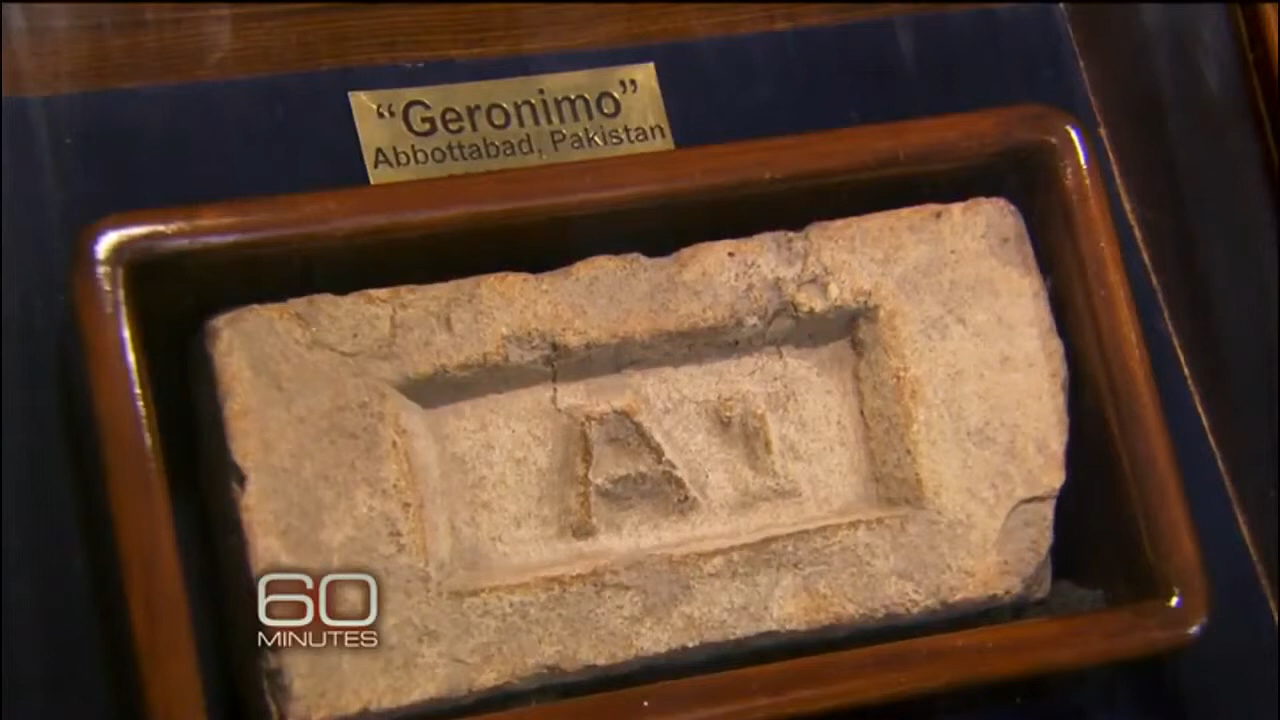 “Geronimo”
Abbottabad, Pakistan
A1
60
MINUTES